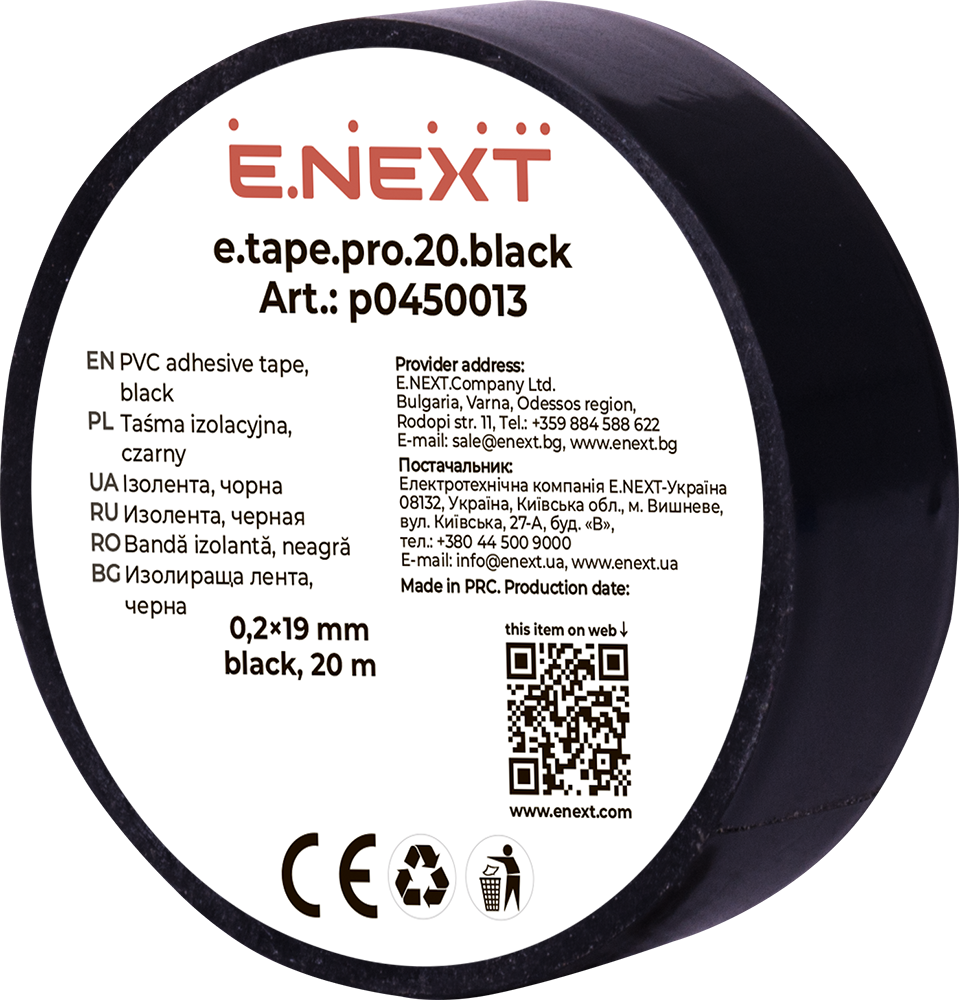 E.NEXT
e.tape.pro.20.black
Art.: p0450013
EN PVC adhesive tape,
black
PL Taśma izolacyjna,
czarny
UA Ізолента, чорна
RU Изолента, черная
RO Bandă izolantă, neagră
BG Изолираща лента,
черна
0,2×19 mm
black, 20 m
Provider address:
E.NEXT.Company Ltd.
Bulgaria, Varna, Odessos region,
Rodopi str. 11, Tel.: +359 884 588 622
E-mail: sale@enext.bg, www.enext.bg
Постачальник:
Електротехнічна компанія E.NEXT-Україна
08132, Україна, Київська обл., м. Вишневе,
вул. Київська, 27-А, буд. «В»,
тел.: +380 44 500 9000
E-mail: info@enext.ua, www.enext.ua
Made in PRC. Production date:
this item on web↓
www.enext.com
CE